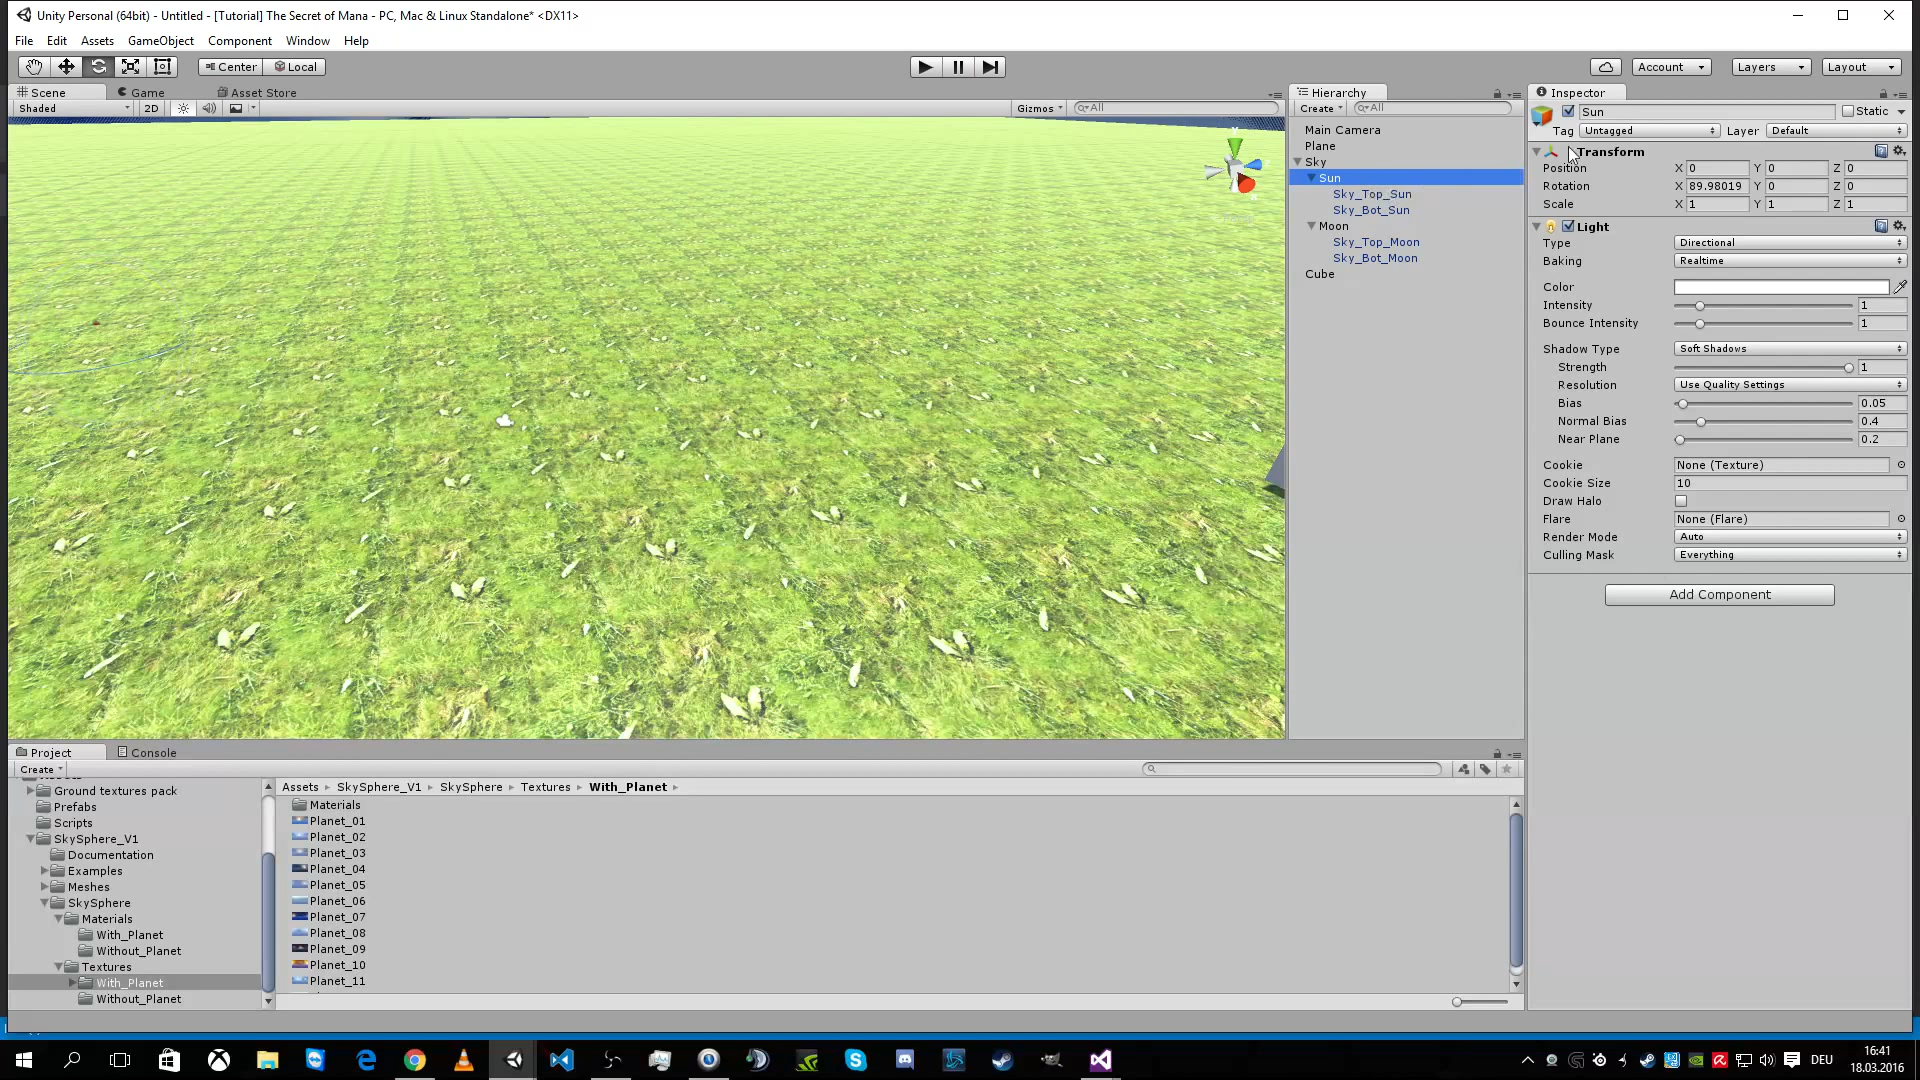 Unity Personal (64bit) - Untitled - [Tutorial] The Secret of Mana - PC, Mac & Linux Standalone* <DX11>
File Edit Assets GameObject Component Window Help
Center Local Account Layers Layout
Scene Game Asset Store
Shaded 2D Gizmos All
Hierarchy
Create All
Main Camera
Plane
Sky
Sun
Sky_Top_Sun
Sky_Bot_Sun
Moon
Sky_Top_Moon
Sky_Bot_Moon
Cube
Inspector
Sun Static
Tag Untagged Layer Default
Transform
Position X 0 Y 0 Z 0
Rotation X 89.98019 Y 0 Z 0
Scale X 1 Y 1 Z 1
Light
Type Directional
Baking Realtime
Color
Intensity 1
Bounce Intensity 1
Shadow Type Soft Shadows
Strength 1
Resolution Use Quality Settings
Bias 0.05
Normal Bias 0.4
Near Plane 0.2
Cookie None (Texture)
Cookie Size 10
Draw Halo
Flare None (Flare)
Render Mode Auto
Culling Mask Everything
Add Component
Project Console
Create
Ground textures pack
Prefabs
Scripts
SkySphere_V1
Documentation
Examples
Meshes
SkySphere
Materials
With_Planet
Without_Planet
Textures
With_Planet
Without_Planet
Assets SkySphere_V1 SkySphere Textures With_Planet
Materials
Planet_01
Planet_02
Planet_03
Planet_04
Planet_05
Planet_06
Planet_07
Planet_08
Planet_09
Planet_10
Planet_11
DEU
16:41
18.03.2016